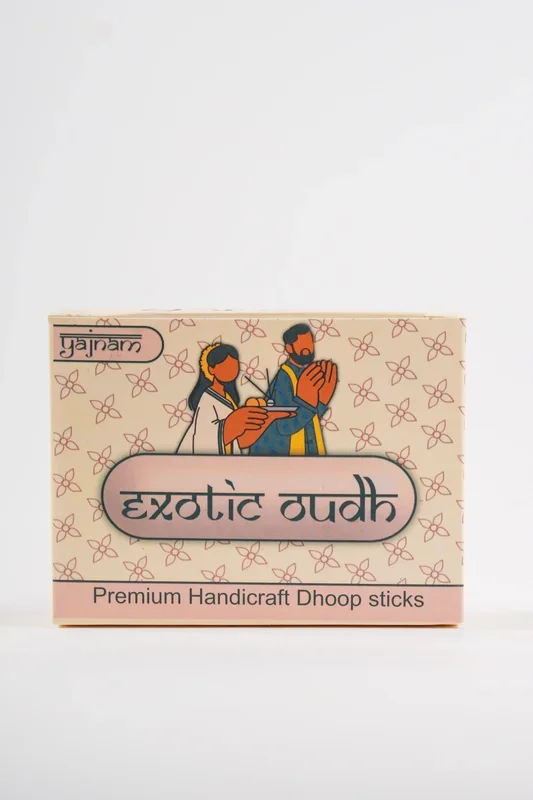 yajnam
exotic oudh
Premium Handicraft Dhoop sticks